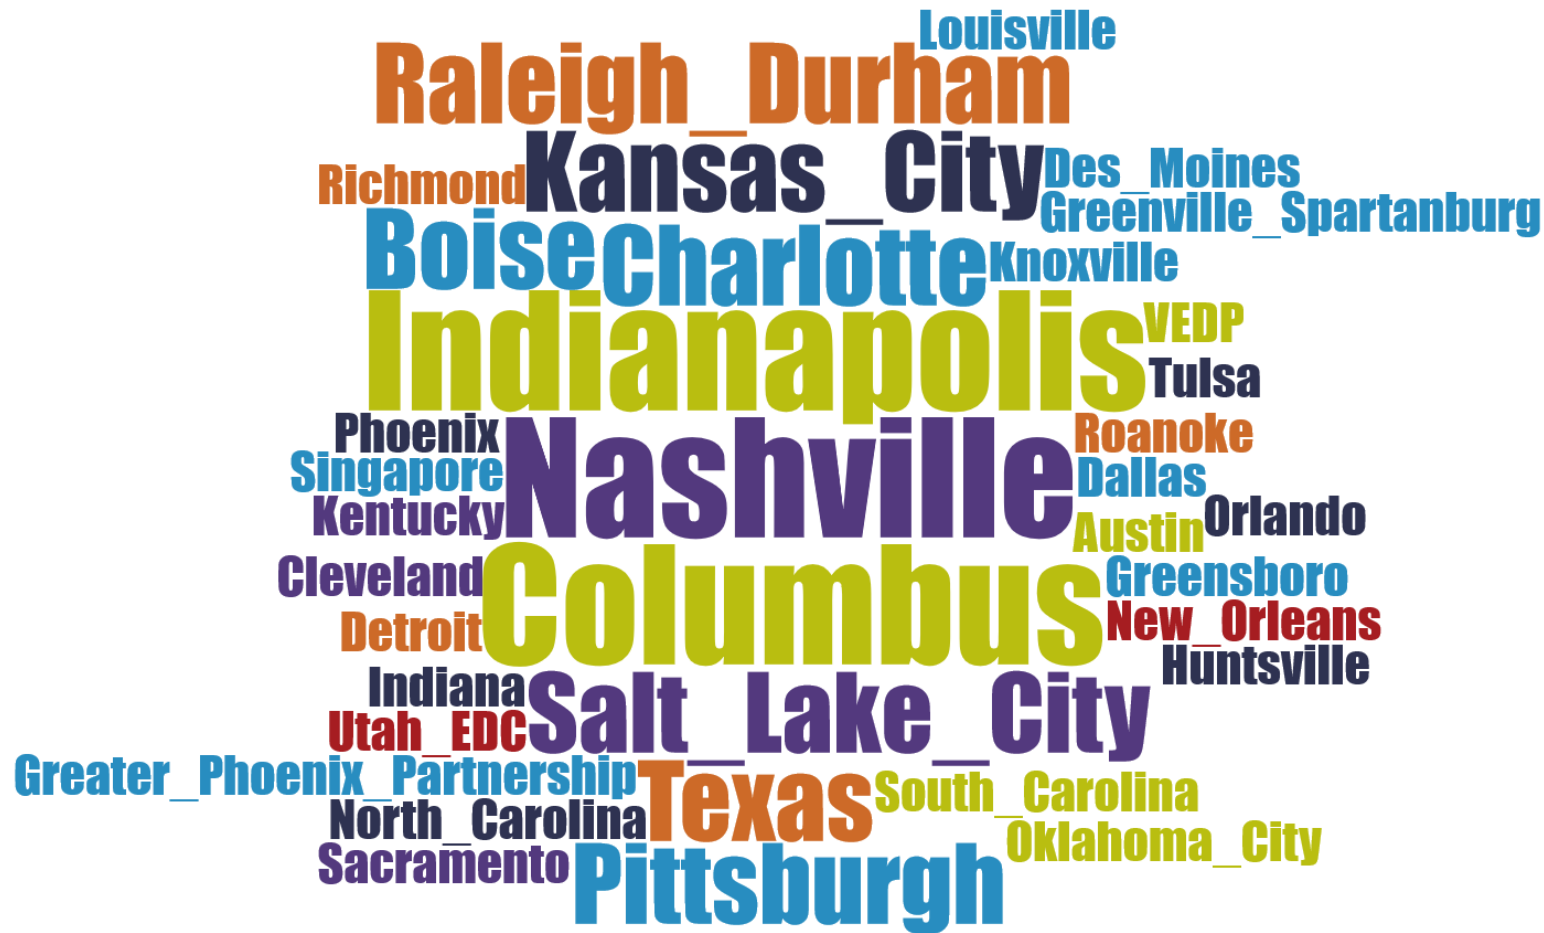 Louisville
Raleigh_Durham
Kansas_City
Des_Moines
Richmond
Greenville_Spartanburg
Boise
Charlotte
Knoxville
Indianapolis
VEDP
Tulsa
Phoenix
Nashville
Roanoke
Singapore
Dallas
Kentucky
Austin
Orlando
Cleveland
Columbus
Greensboro
Detroit
New_Orleans
Huntsville
Indiana
Salt_Lake_City
Utah_EDC
Greater_Phoenix_Partnership
Texas
South_Carolina
North_Carolina
Oklahoma_City
Sacramento
Pittsburgh